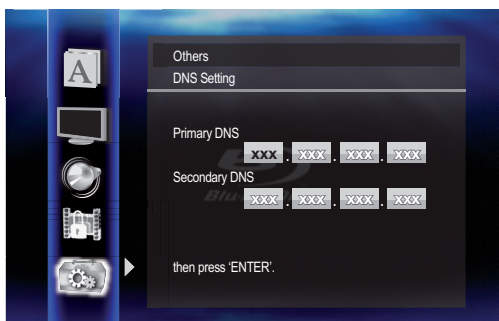 A
Others
DNS Setting
Primary DNS
xxx . xxx . xxx . xxx
Secondary DNS
xxx . xxx . xxx . xxx
then press ‘ENTER’.